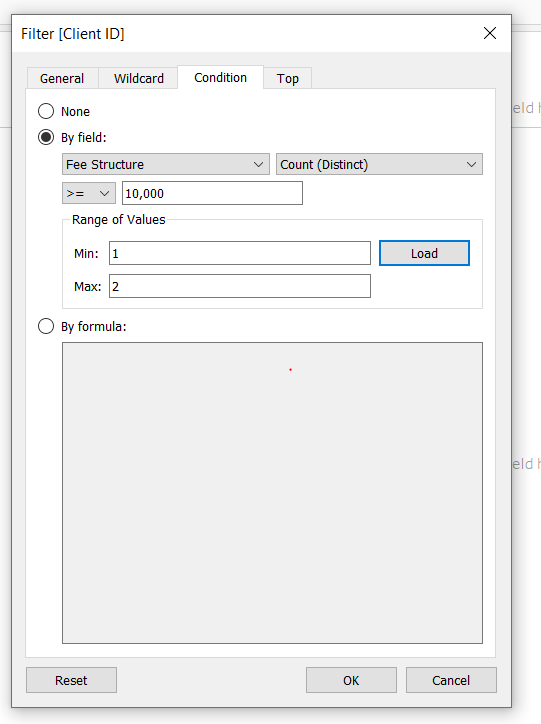 Filter [Client ID]
General Wildcard Condition Top
None
By field:
Fee Structure Count (Distinct)
>= 10,000
Range of Values
Min: 1 Load
Max: 2
By formula:
Reset OK Cancel
eld h
eld h